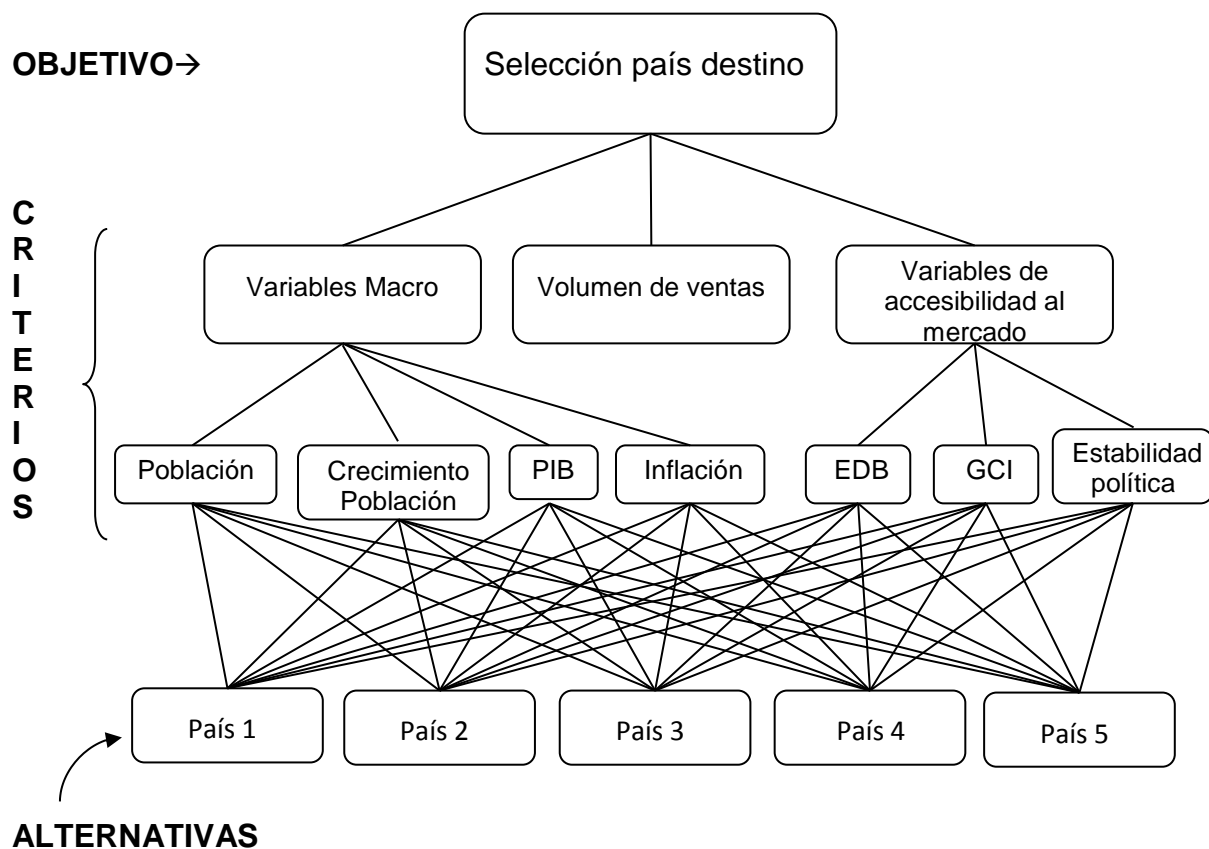 OBJETIVO→
Selección país destino
C
R
I
T
E
R
I
O
S
Variables Macro
Volumen de ventas
Variables de
accesibilidad al
mercado
Población
Crecimiento
Población
PIB
Inflación
EDB
GCI
Estabilidad
política
País 1
País 2
País 3
País 4
País 5
ALTERNATIVAS